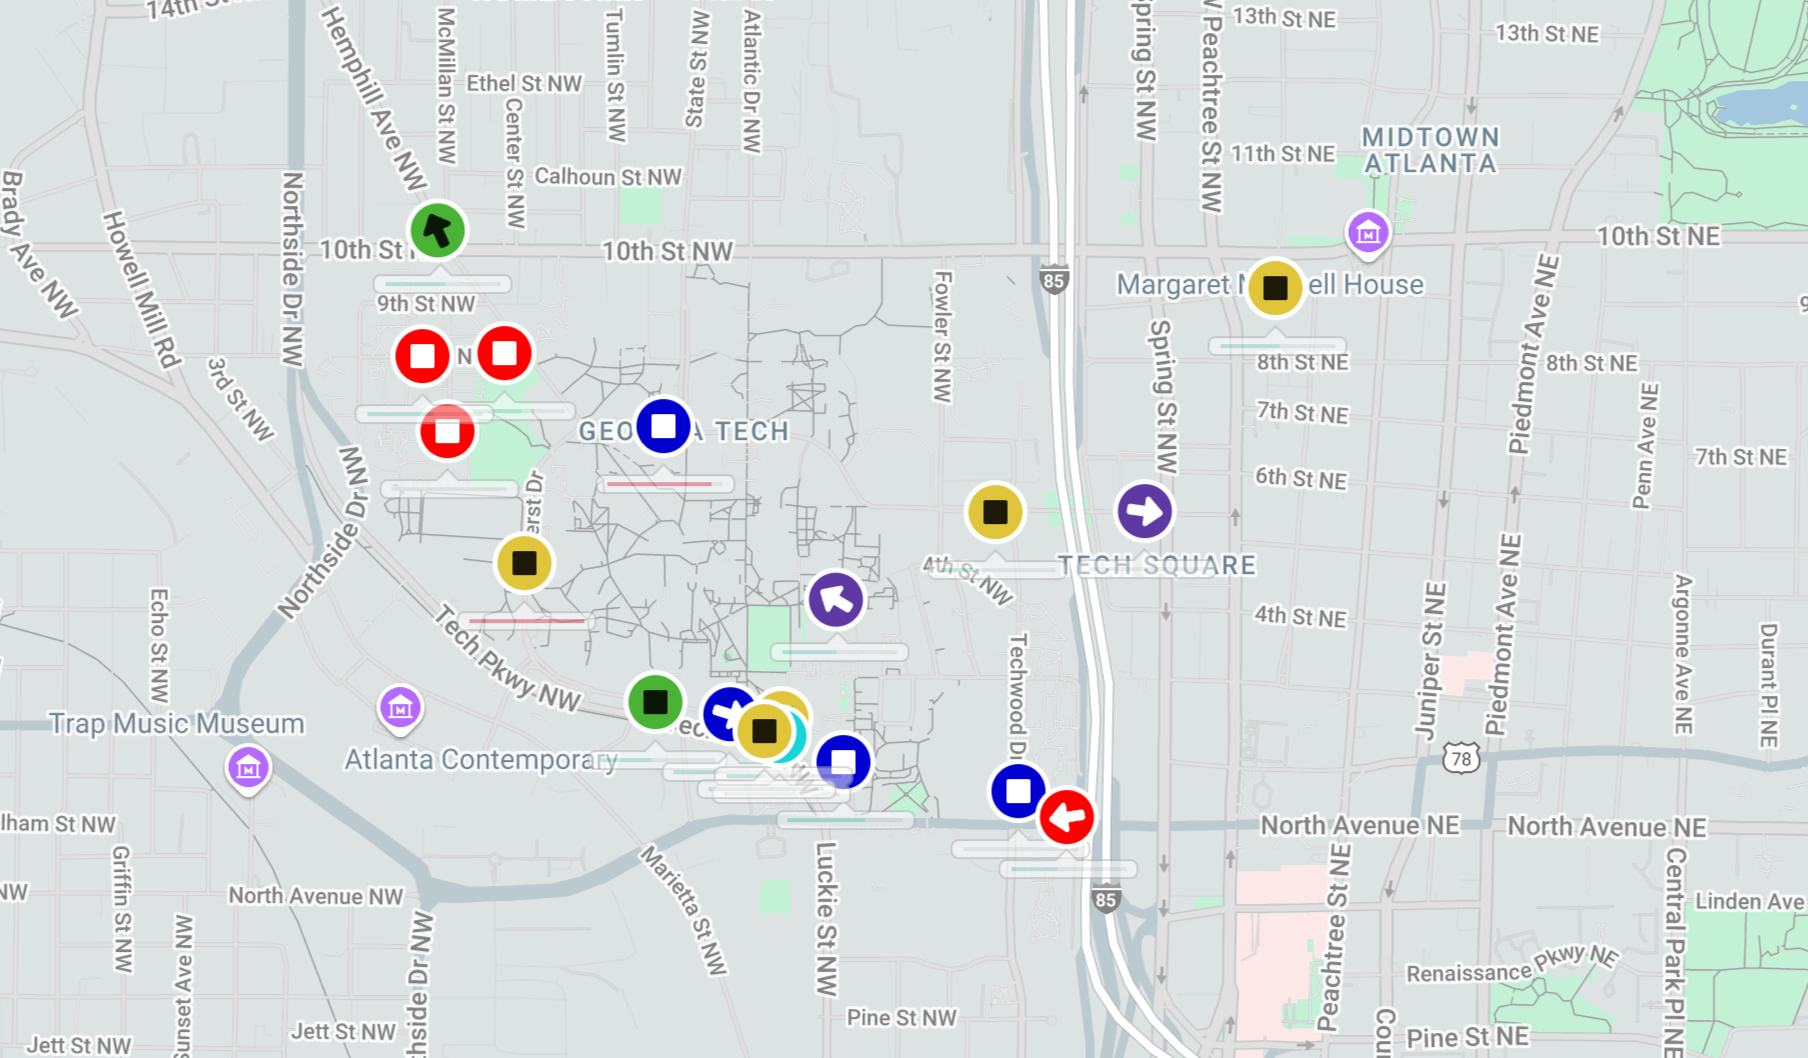 14th St
Hemphill Ave NW
McMillan St NW
Ethel St NW
Center St NW
Tumlin St NW
State St NW
Atlantic Dr NW
Calhoun St NW
Spring St NW
W Peachtree St NW
13th St NE
13th St NE
11th St NE
MIDTOWN
ATLANTA
Brady Ave NW
Howell Mill Rd
Northside Dr NW
10th St
10th St NW
10th St NE
9th St NW
Fowler St NW
85
Margaret M ell House
Piedmont Ave NE
3rd St NW
N
Spring St NW
8th St NE
8th St NE
7th St NE
7th St NE
Penn Ave NE
GEO A TECH
6th St NE
Northside Dr NW
erst Dr
4th St NW
TECH SQUARE
4th St NE
Echo St NW
Tech Pkwy NW
Techwood Dr
Juniper St NE
Piedmont Ave NE
Argonne Ave NE
Durant Pl NE
Trap Music Museum
Atlanta Contemporary
78
lham St NW
North Avenue NE
North Avenue NE
Griffin St NW
NW
North Avenue NW
Marietta St NW
Luckie St NW
85
Peachtree St NE
Central Park Pl NE
Linden Ave
Sunset Ave NW
thside Dr NW
Renaissance Pkwy NE
Jett St NW
Jett St NW
Pine St NW
Cour
Pine St NE